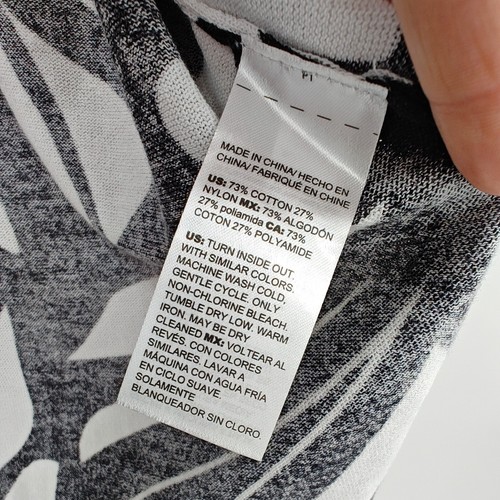 PI
MADE IN CHINA/ HECHO EN
CHINA/ FABRIQUE EN CHINE
US: 73% COTTON 27%
NYLON MX: 73% ALGODÓN
27% poliamida CA: 73%
COTON 27% POLYAMIDE
US: TURN INSIDE OUT.
WITH SIMILAR COLORS.
MACHINE WASH COLD,
GENTLE CYCLE. ONLY
NON-CHLORINE BLEACH.
TUMBLE DRY LOW. WARM
IRON. MAY BE DRY
CLEANED MX: VOLTEAR AL
REVÉS. CON COLORES
SIMILARES. LAVAR A
MÁQUINA CON AGUA FRÍA
EN CICLO SUAVE.
SOLAMENTE
BLANQUEADOR SIN CLORO.